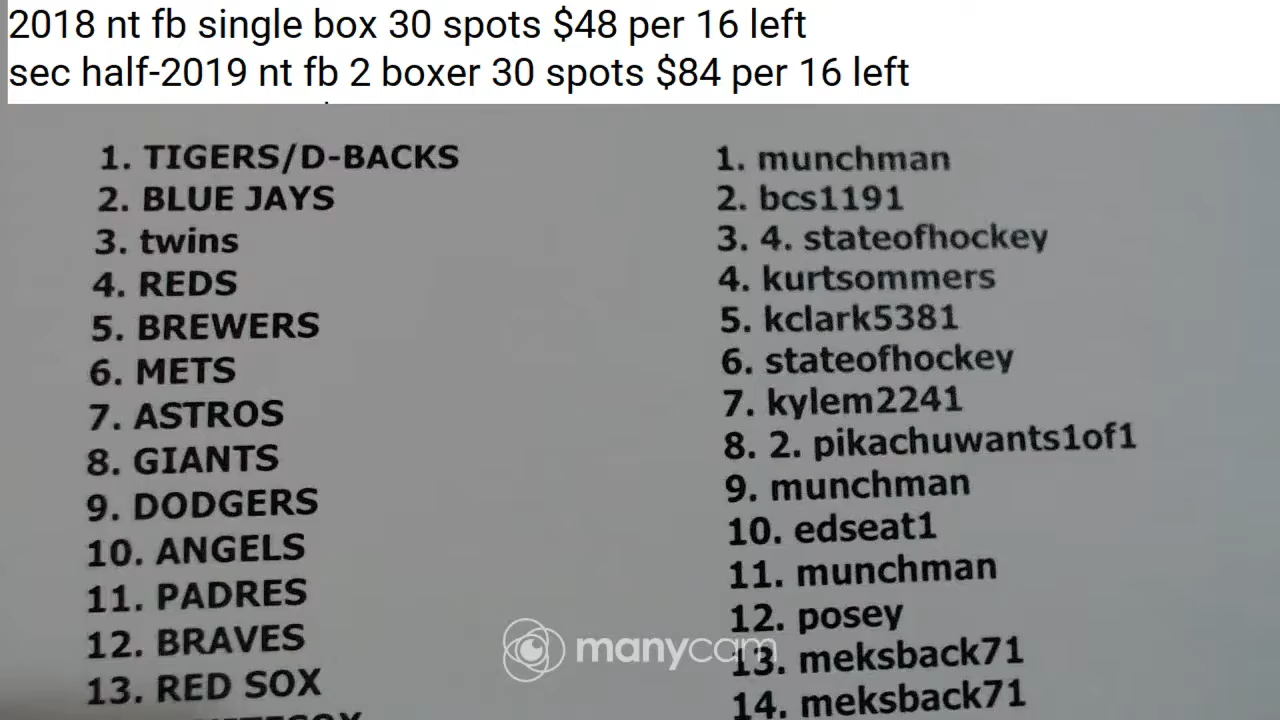 2018 nt fb single box 30 spots $48 per 16 left
sec half-2019 nt fb 2 boxer 30 spots $84 per 16 left
1. TIGERS/D-BACKS
2. BLUE JAYS
3. twins
4. REDS
5. BREWERS
6. METS
7. ASTROS
8. GIANTS
9. DODGERS
10. ANGELS
11. PADRES
12. BRAVES
13. RED SOX
1. munchman
2. bcs1191
3. 4. stateofhockey
4. kurtsommers
5. kclark5381
6. stateofhockey
7. kylem2241
8. 2. pikachuwants1of1
9. munchman
10. edseat1
11. munchman
12. posey
13. meksback71
14. meksback71
manycam